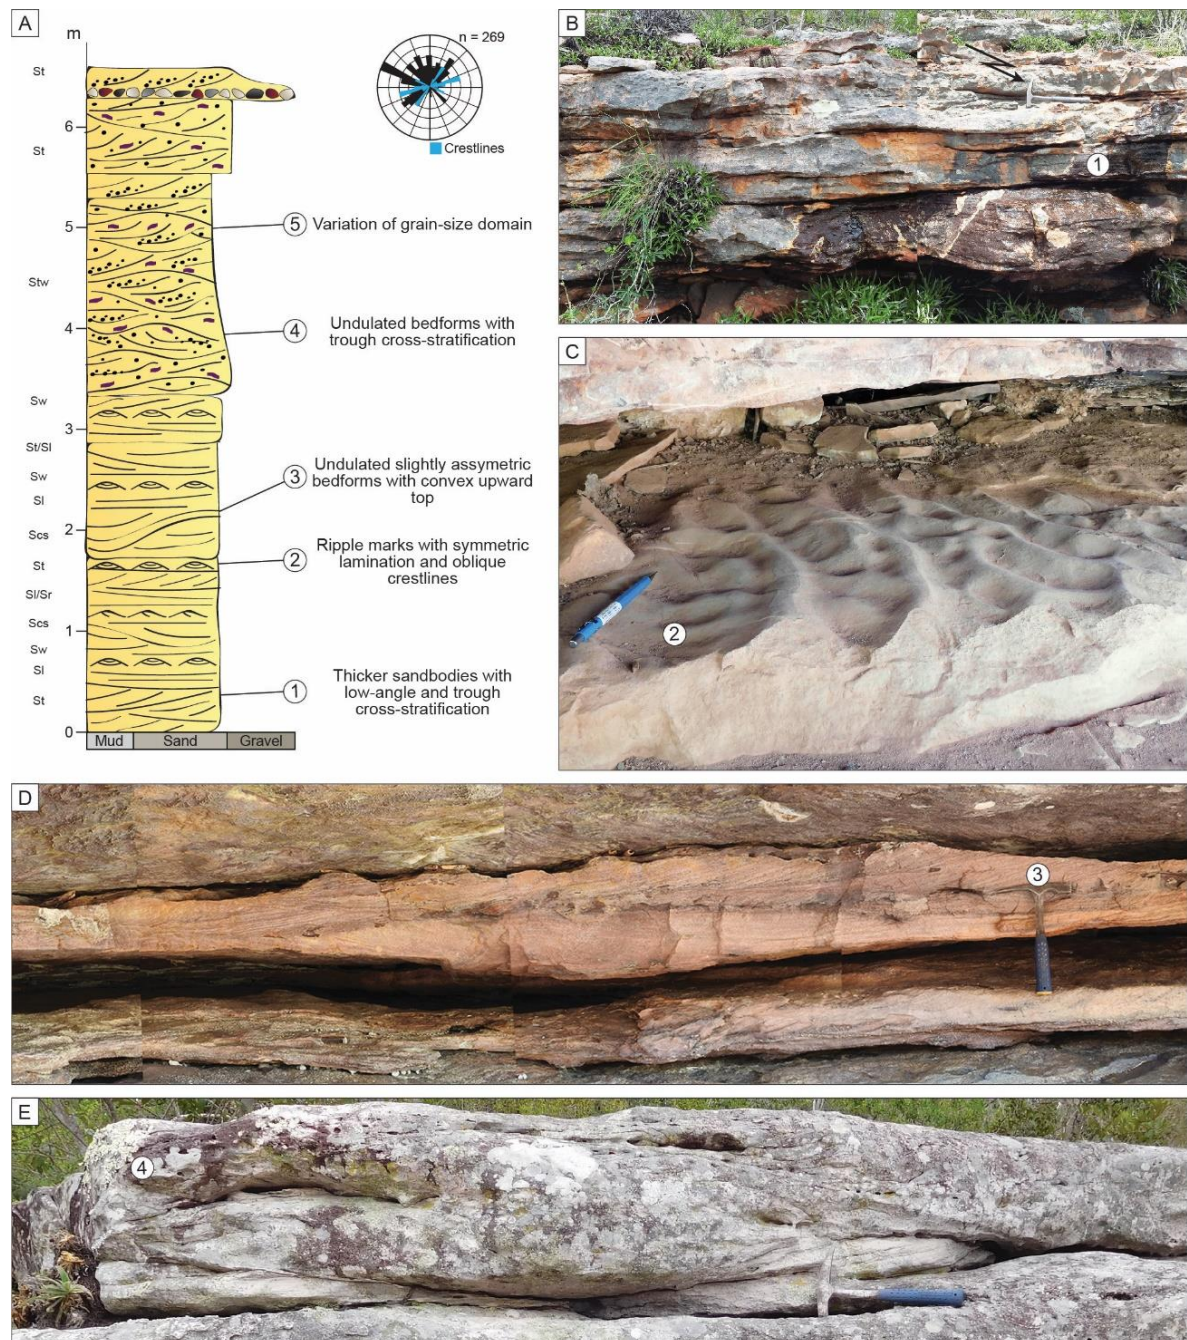 A
m
n = 269
Crestlines
St
6
St
5
5 Variation of grain-size domain
Stw
4
4 Undulated bedforms with
trough cross-stratification
Sw
3
St/Sl
Sw
3 Undulated slightly assymetric
bedforms with convex upward
top
Sl
Scs
2
St
2 Ripple marks with symmetric
lamination and oblique
crestlines
Sl/Sr
Scs
1
Sw
Sl
1 Thicker sandbodies with
low-angle and trough
cross-stratification
St
0
Mud Sand Gravel
B
1
C
2
D
3
E
4